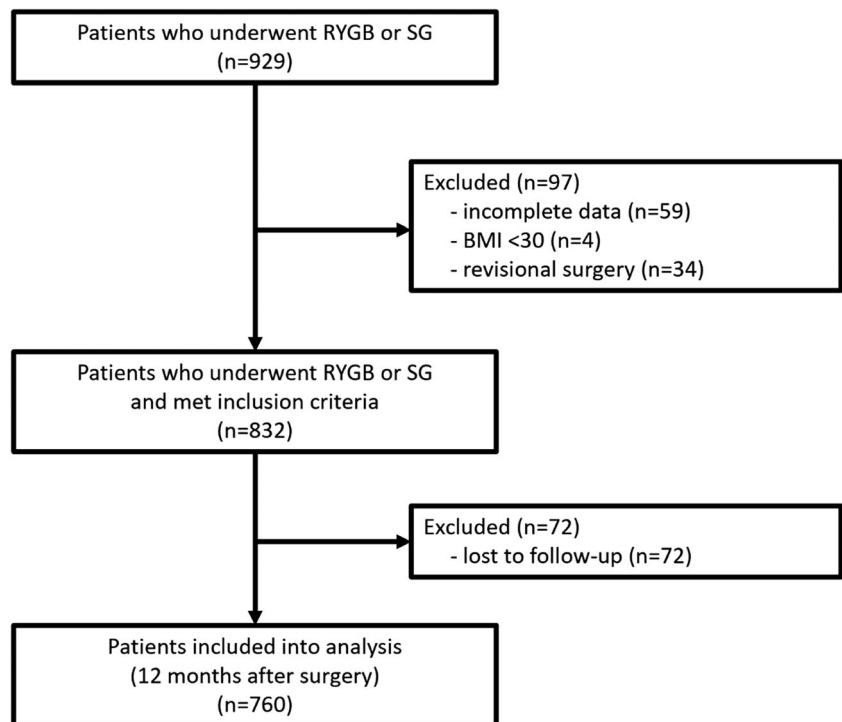 Patients who underwent RYGB or SG
(n=929)
Excluded (n=97)
- incomplete data (n=59)
- BMI <30 (n=4)
- revisional surgery (n=34)
Patients who underwent RYGB or SG
and met inclusion criteria
(n=832)
Excluded (n=72)
- lost to follow-up (n=72)
Patients included into analysis
(12 months after surgery)
(n=760)